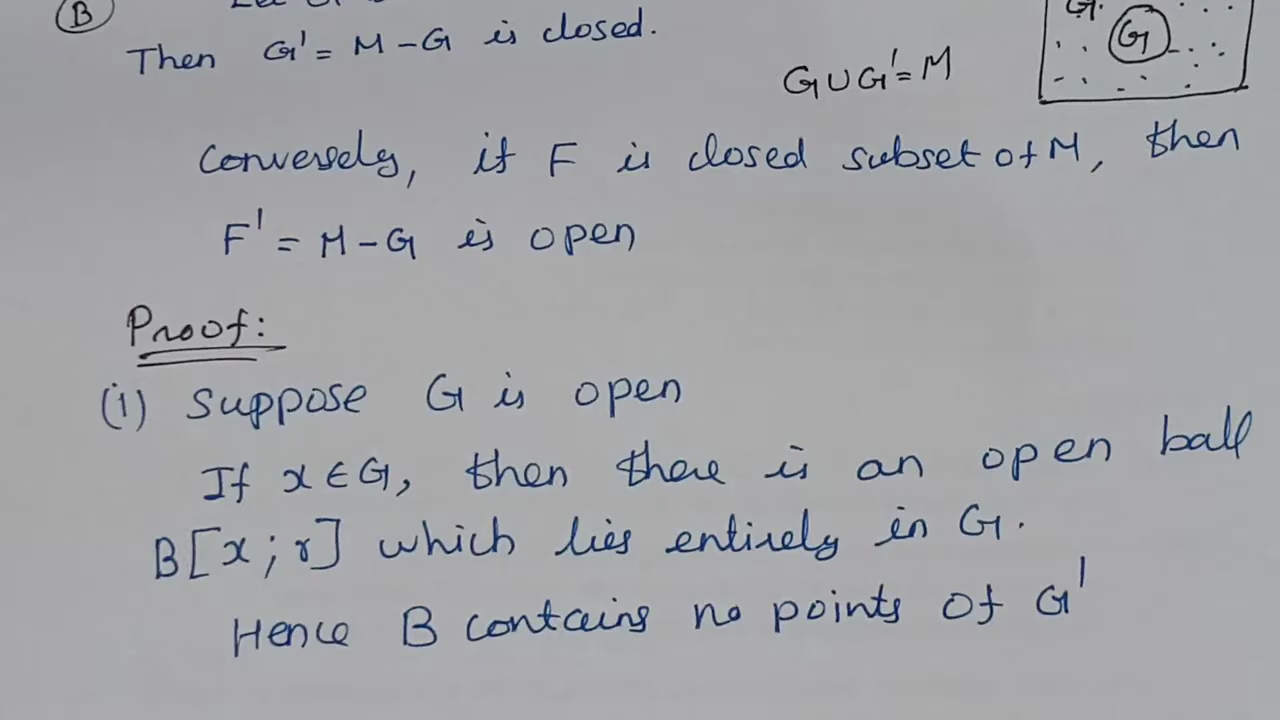 B
Then G' = M - G is closed.
G ∪ G' = M
G
Conversely, if F is closed subset of M, then
F' = M - G is open
Proof:
(i) Suppose G is open
If x ∈ G, then there is an open ball
B[x; r] which lies entirely in G.
Hence B contains no points of G'